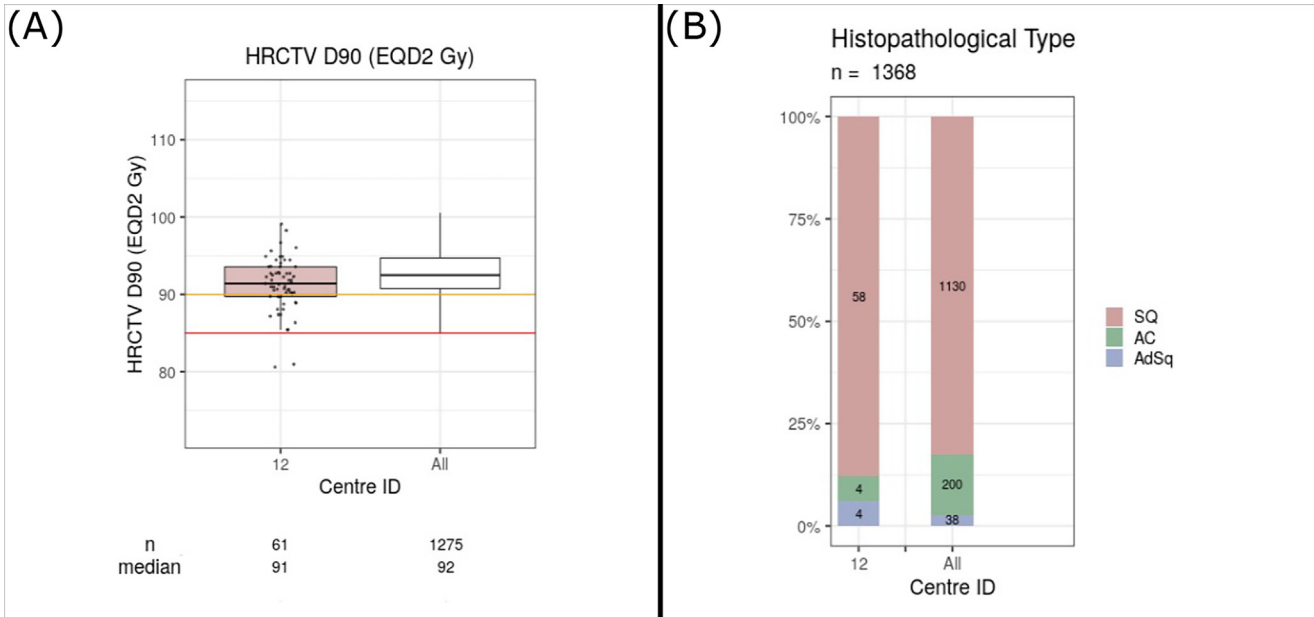 (A)
HRCTV D90 (EQD2 Gy)
HRCTV D90 (EQD2 Gy)
110
100
90
80
12 All
Centre ID
n 61 1275
median 91 92
(B)
Histopathological Type
n = 1368
100%
75%
50%
25%
0%
58
4
4
1130
200
38
12 All
Centre ID
SQ
AC
AdSq